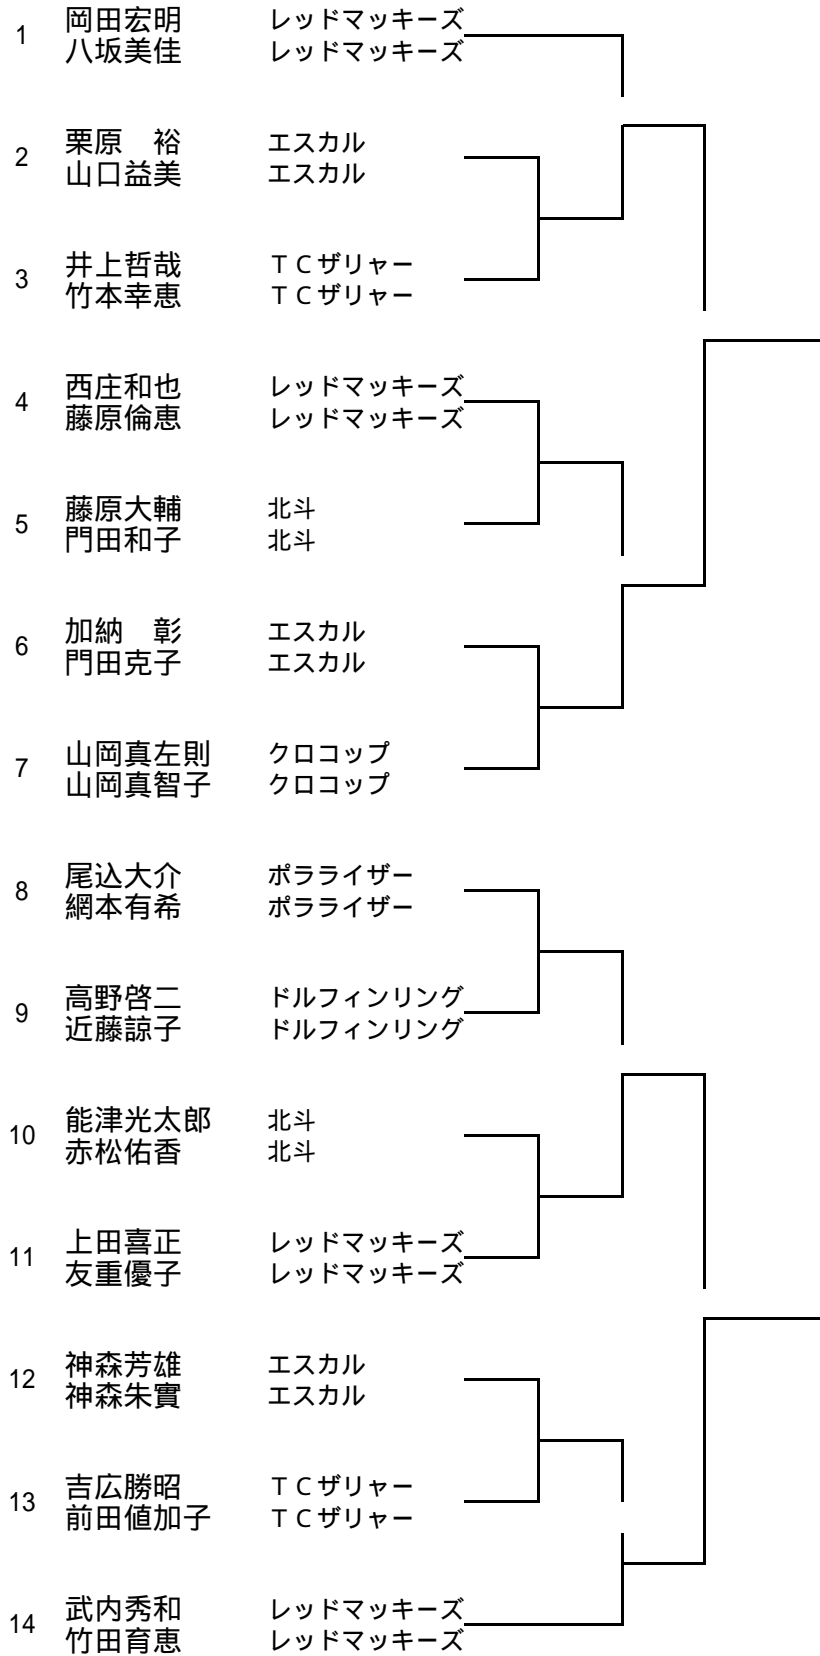 岡田宏明 レッドマッキーズ
1
八坂美佳 レッドマッキーズ
栗原　裕 エスカル
2
山口益美 エスカル
井上哲哉 ＴＣザリャー
3
竹本幸恵 ＴＣザリャー
西庄和也 レッドマッキーズ
4
藤原倫恵 レッドマッキーズ
藤原大輔 北斗
5
門田和子 北斗
加納　彰 エスカル
6
門田克子 エスカル
山岡真左則 クロコップ
7
山岡真智子 クロコップ
尾込大介 ポラライザー
8
網本有希 ポラライザー
高野啓二 ドルフィンリング
9
近藤諒子 ドルフィンリング
能津光太郎 北斗
10
赤松佑香 北斗
上田喜正 レッドマッキーズ
11
友重優子 レッドマッキーズ
神森芳雄 エスカル
12
神森朱實 エスカル
吉広勝昭 ＴＣザリャー
13
前田値加子 ＴＣザリャー
武内秀和 レッドマッキーズ
14
竹田育恵 レッドマッキーズ